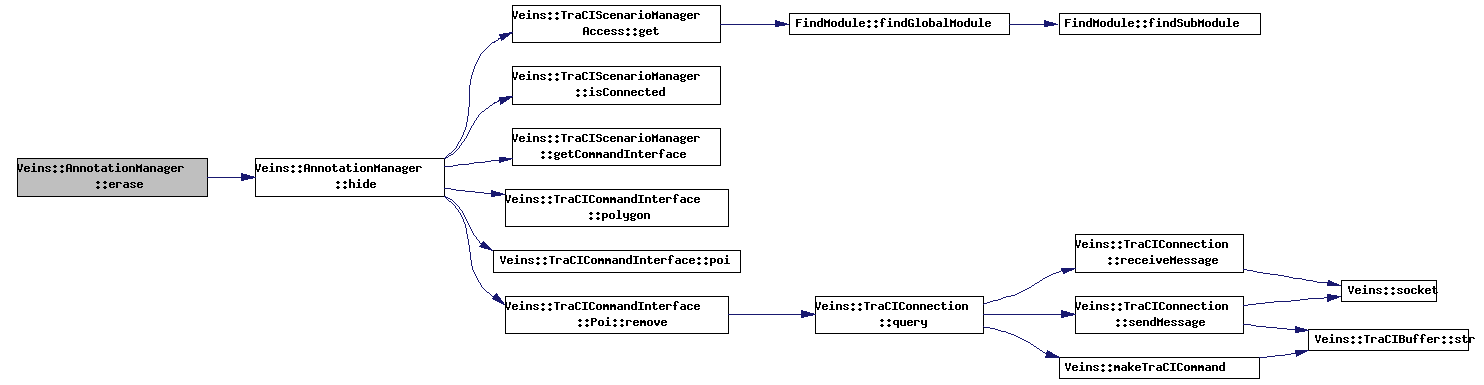 Veins::AnnotationManager
::erase
Veins::AnnotationManager
::hide
Veins::TraCIScenarioManager
Access::get
FindModule::findGlobalModule
FindModule::findSubModule
Veins::TraCIScenarioManager
::isConnected
Veins::TraCIScenarioManager
::getCommandInterface
Veins::TraCICommandInterface
::polygon
Veins::TraCICommandInterface::poi
Veins::TraCICommandInterface
::Poi::remove
Veins::TraCIConnection
::query
Veins::TraCIConnection
::receiveMessage
Veins::TraCIConnection
::sendMessage
Veins::makeTraCICommand
Veins::socket
Veins::TraCIBuffer::str